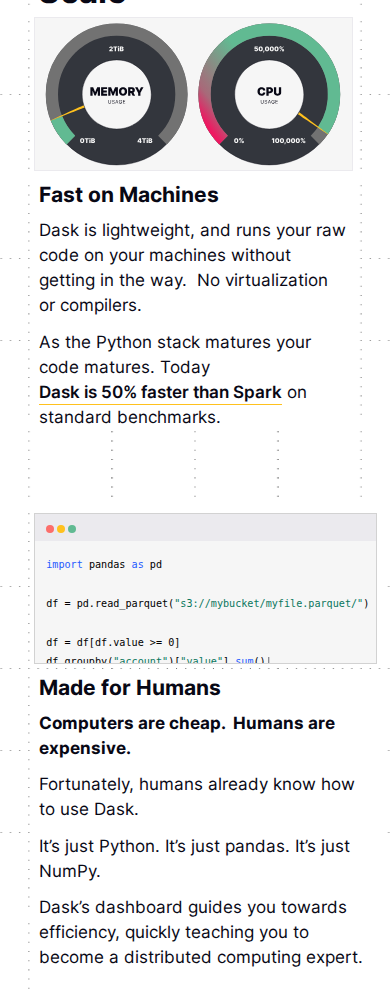 2TiB
MEMORY
USAGE
0TiB 4TiB
50,000%
CPU
USAGE
0% 100,000%
Fast on Machines
Dask is lightweight, and runs your raw
code on your machines without
getting in the way.  No virtualization
or compilers.
As the Python stack matures your
code matures. Today
Dask is 50% faster than Spark on
standard benchmarks.
import pandas as pd
df = pd.read_parquet("s3://mybucket/myfile.parquet/")
df = df[df.value >= 0]
df.groupby("account")["value"].sum()
Made for Humans
Computers are cheap.  Humans are
expensive.
Fortunately, humans already know how
to use Dask.
It’s just Python. It’s just pandas. It’s just
NumPy.
Dask’s dashboard guides you towards
efficiency, quickly teaching you to
become a distributed computing expert.